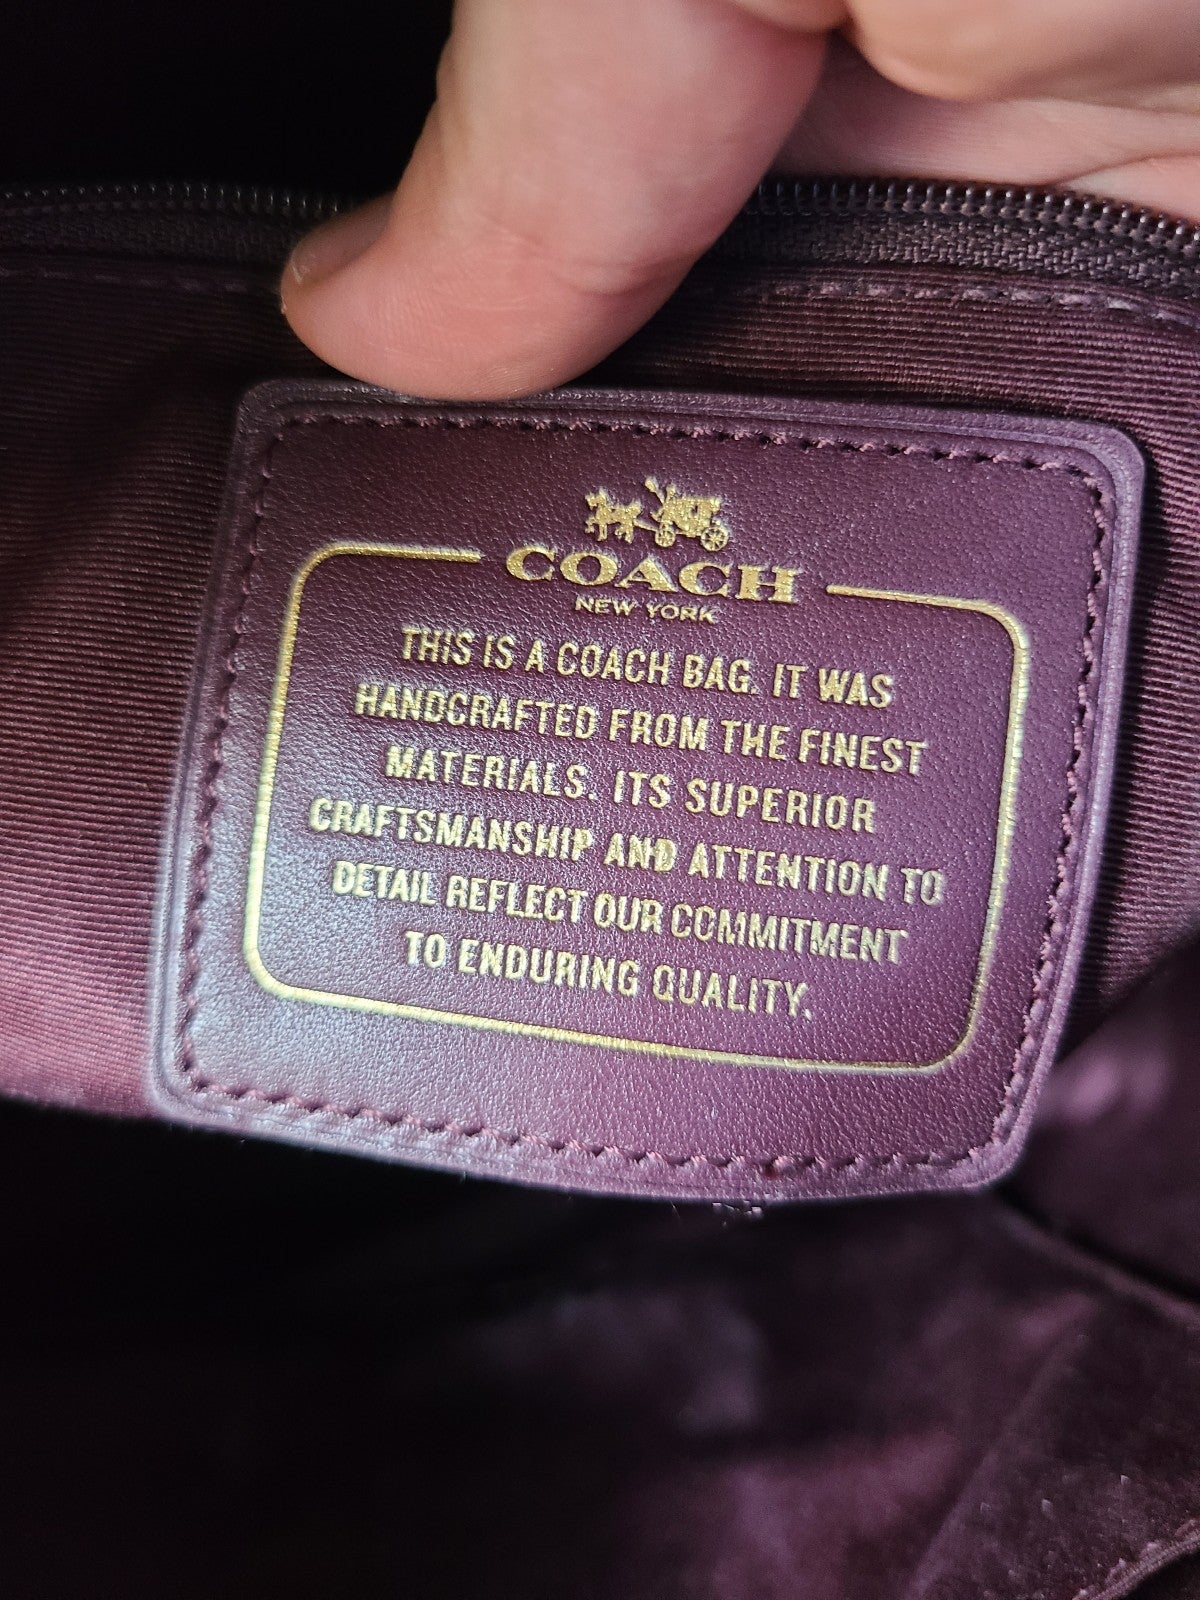 COACH
NEW YORK
THIS IS A COACH BAG. IT WAS
HANDCRAFTED FROM THE FINEST
MATERIALS. ITS SUPERIOR
CRAFTSMANSHIP AND ATTENTION TO
DETAIL REFLECT OUR COMMITMENT
TO ENDURING QUALITY.